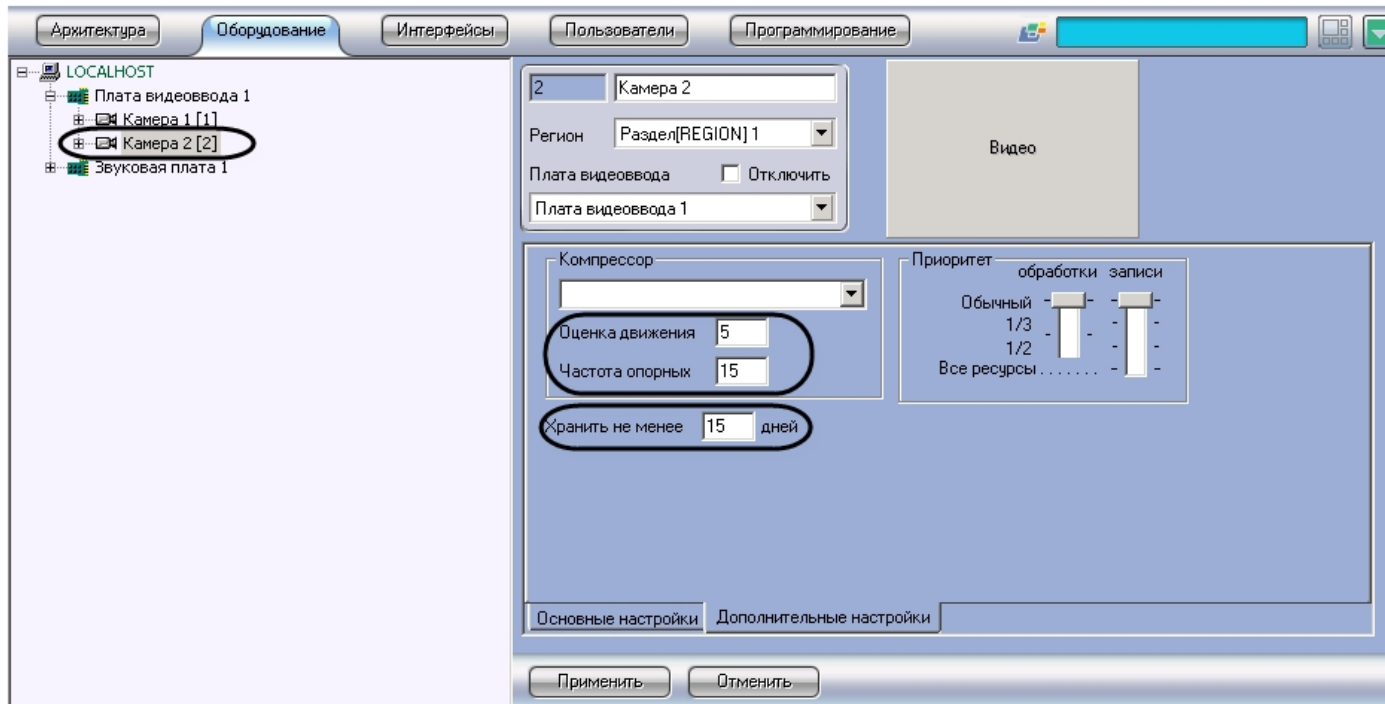 Архитектура Оборудование Интерфейсы Пользователи Программирование
LOCALHOST
Плата видеоввода 1
Камера 1 [1]
Камера 2 [2]
Звуковая плата 1
2 Камера 2
Регион Раздел[REGION] 1
Плата видеоввода Отключить
Плата видеоввода 1
Видео
Компрессор
Оценка движения 5
Частота опорных 15
Хранить не менее 15 дней
Приоритет
обработки записи
Обычный
1/3
1/2
Все ресурсы.......
Основные настройки Дополнительные настройки
Применить Отменить